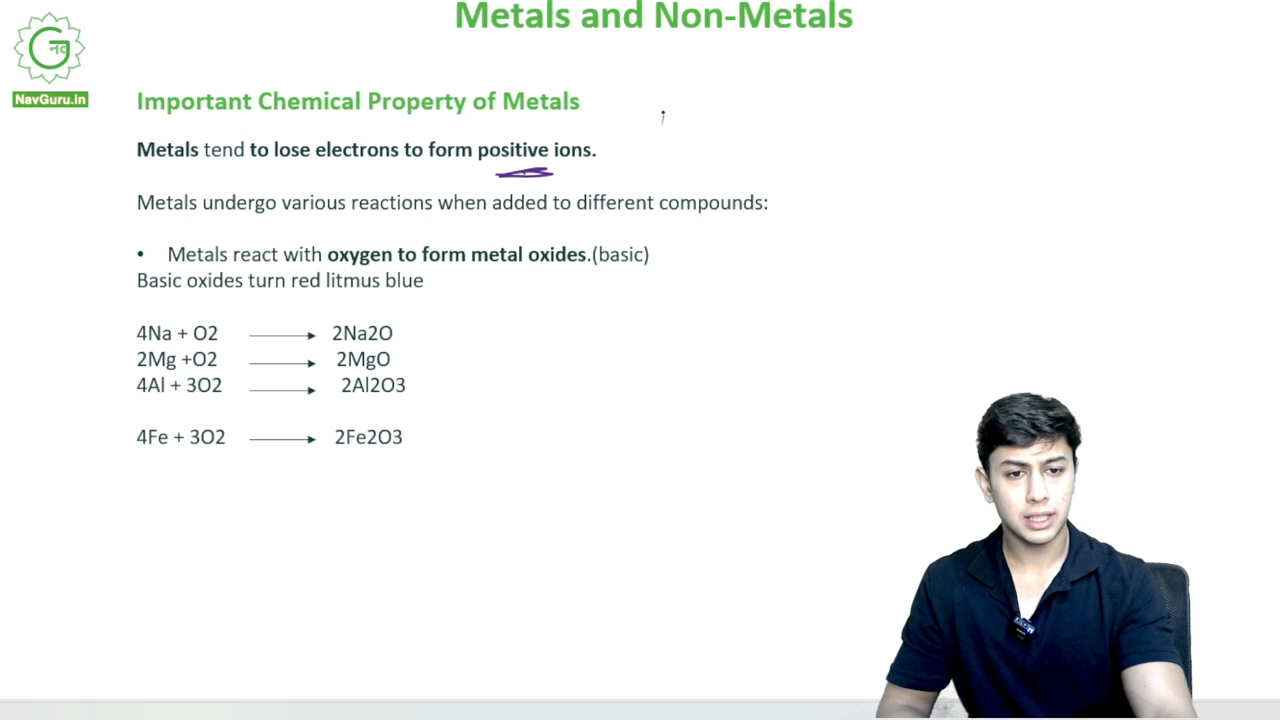 Metals and Non-Metals
नव
NavGuru.in
Important Chemical Property of Metals
Metals tend to lose electrons to form positive ions.
Metals undergo various reactions when added to different compounds:
• Metals react with oxygen to form metal oxides.(basic)
Basic oxides turn red litmus blue
4Na + O2 → 2Na2O
2Mg +O2 → 2MgO
4Al + 3O2 → 2Al2O3
4Fe + 3O2 → 2Fe2O3